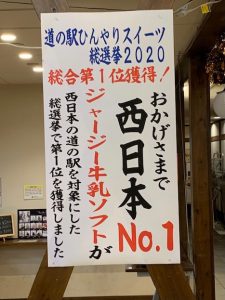 道の駅ひんやりスイーツ
総選挙2020
総合第1位獲得!
おかげさまで
西日本No.1
ジャージー牛乳ソフトが
西日本の道の駅を対象にした
総選挙で第1位を獲得しました